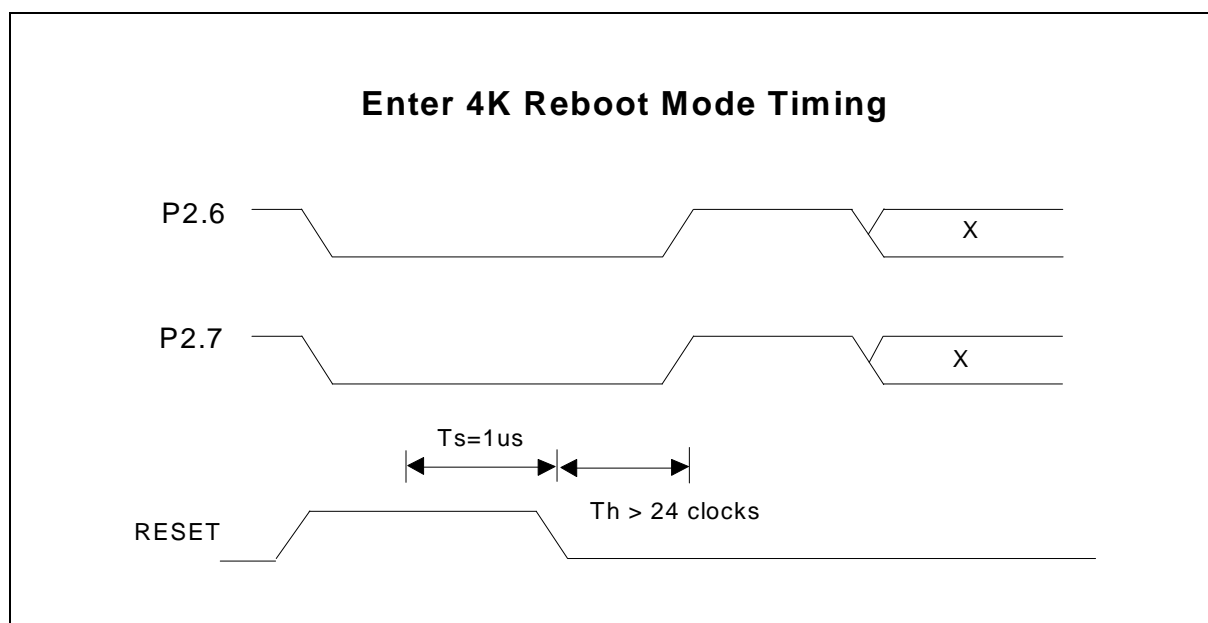 Enter 4K Reboot Mode Timing
P2.6
X
P2.7
X
Ts=1us
Th > 24 clocks
RESET